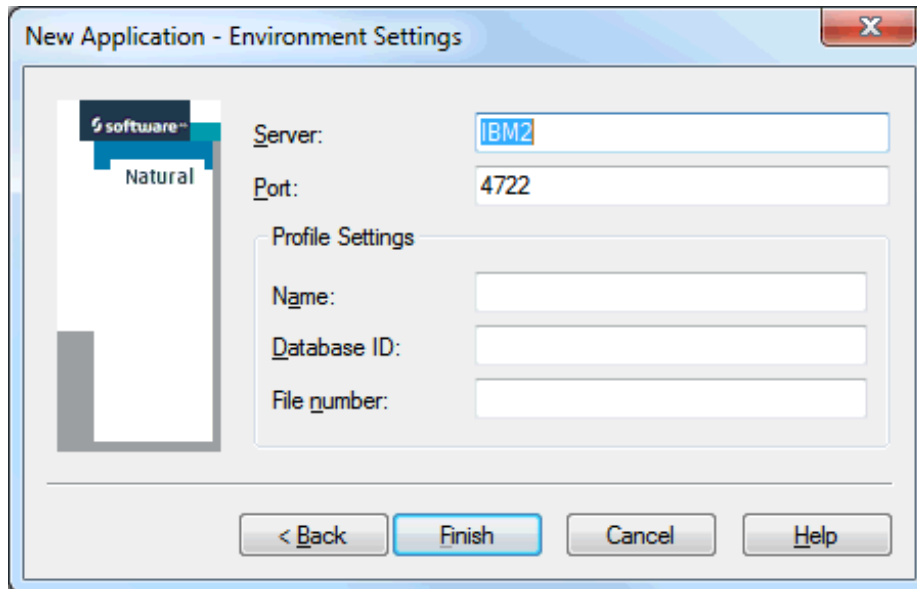 New Application - Environment Settings
software
Natural
Server: IBM2
Port: 4722
Profile Settings
Name:
Database ID:
File number:
< Back Finish Cancel Help